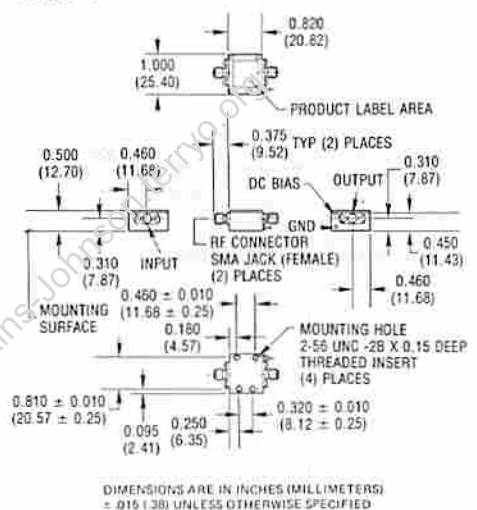 0.820
(20.82)
1.000
(25.40)
PRODUCT LABEL AREA
0.375 TYP (2) PLACES
(9.52)
0.500
(12.70)
0.460
(11.68)
DC BIAS
OUTPUT
0.310
(7.87)
GND
RF CONNECTOR
SMA JACK (FEMALE)
(2) PLACES
0.310
(7.87)
INPUT
0.450
(11.43)
0.460
(11.68)
MOUNTING
SURFACE
0.460 ± 0.010
(11.68 ± 0.25)
0.180
(4.57)
MOUNTING HOLE
2-56 UNC -2B X 0.15 DEEP
THREADED INSERT
(4) PLACES
0.810 ± 0.010
(20.57 ± 0.25)
0.095
(2.41)
0.250
(6.35)
0.320 ± 0.010
(8.12 ± 0.25)
DIMENSIONS ARE IN INCHES (MILLIMETERS)
± .015 (.38) UNLESS OTHERWISE SPECIFIED